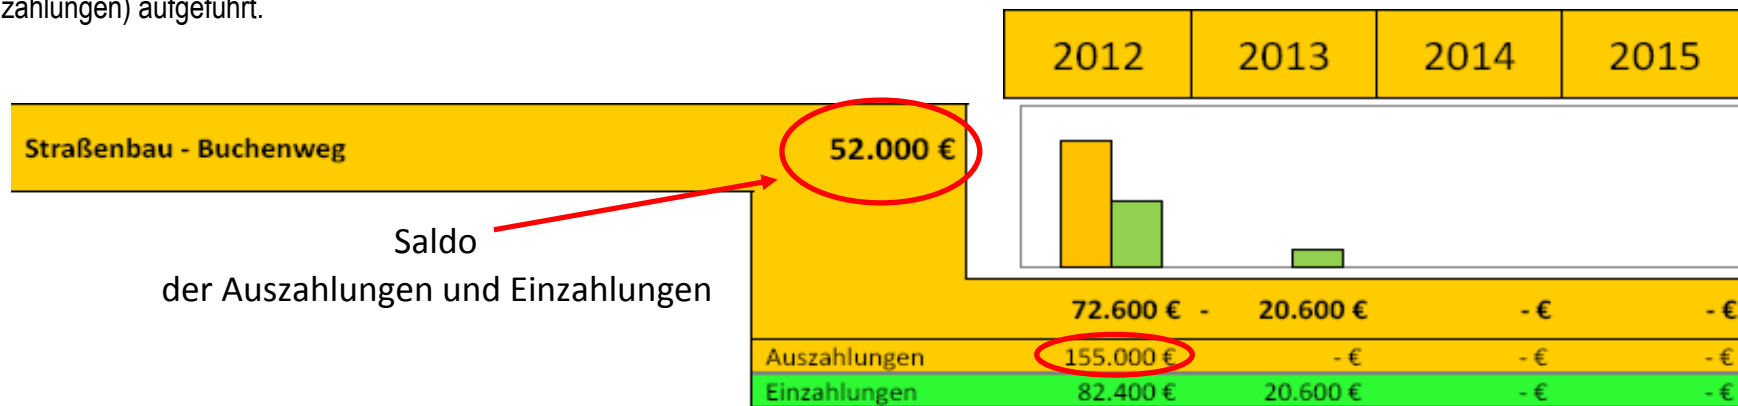 zahlungen) aufgeführt.
2012 2013 2014 2015
Straßenbau - Buchenweg 52.000 €
Saldo
der Auszahlungen und Einzahlungen
72.600 € - 20.600 € - € - €
Auszahlungen 155.000 € - € - € - €
Einzahlungen 82.400 € 20.600 € - € - €